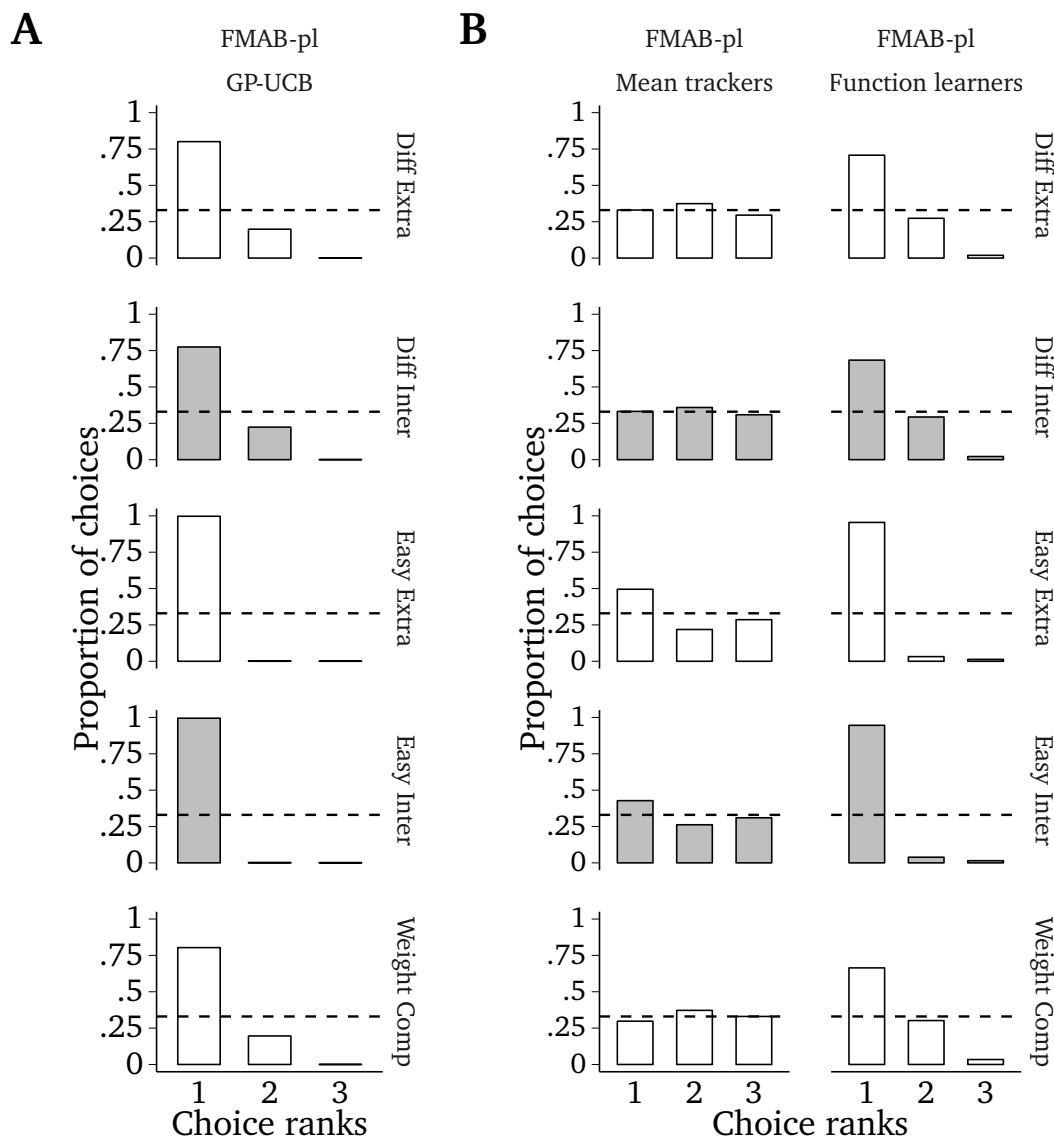 A
FMAB-pl
GP-UCB
Proportion of choices
1
.75
.5
.25
0
Diff Extra
1
.75
.5
.25
0
Diff Inter
1
.75
.5
.25
0
Easy Extra
1
.75
.5
.25
0
Easy Inter
1
.75
.5
.25
0
Weight Comp
1 2 3
Choice ranks
B
FMAB-pl FMAB-pl
Mean trackers Function learners
Proportion of choices
1
.75
.5
.25
0
Diff Extra
1
.75
.5
.25
0
Diff Inter
1
.75
.5
.25
0
Easy Extra
1
.75
.5
.25
0
Easy Inter
1
.75
.5
.25
0
Weight Comp
1 2 3 1 2 3
Choice ranks